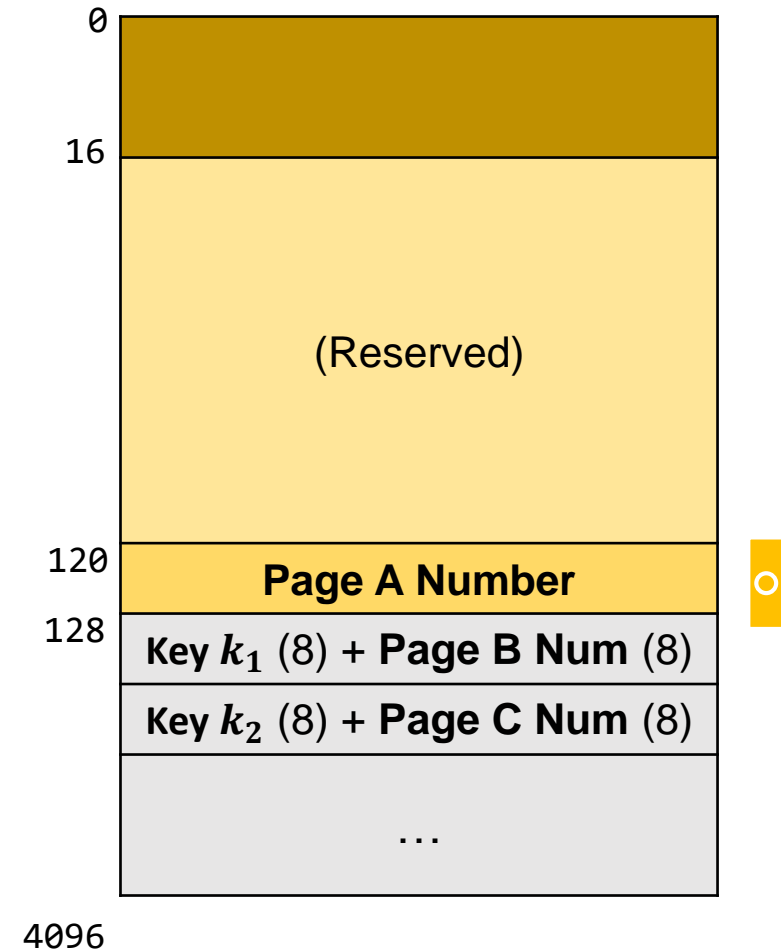 0
16
(Reserved)
120
Page A Number
128
Key k₁ (8) + Page B Num (8)
Key k₂ (8) + Page C Num (8)
...
4096